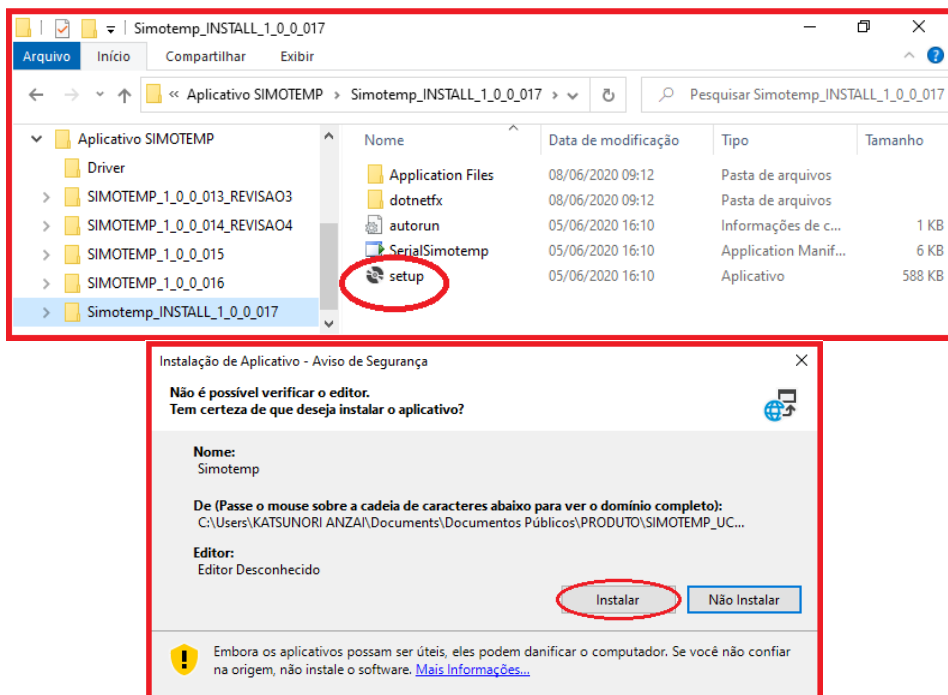 Simotemp_INSTALL_1_0_0_017
Arquivo Início Compartilhar Exibir
« Aplicativo SIMOTEMP > Simotemp_INSTALL_1_0_0_017 > Pesquisar Simotemp_INSTALL_1_0_0_017
Aplicativo SIMOTEMP
Driver
SIMOTEMP_1_0_0_013_REVISAO3
SIMOTEMP_1_0_0_014_REVISAO4
SIMOTEMP_1_0_0_015
SIMOTEMP_1_0_0_016
Simotemp_INSTALL_1_0_0_017
Nome Data de modificação Tipo Tamanho
Application Files 08/06/2020 09:12 Pasta de arquivos
dotnetfx 08/06/2020 09:12 Pasta de arquivos
autorun 05/06/2020 16:10 Informações de c... 1 KB
SerialSimotemp 05/06/2020 16:10 Application Manif... 6 KB
setup 05/06/2020 16:10 Aplicativo 588 KB
Instalação de Aplicativo - Aviso de Segurança
Não é possível verificar o editor.
Tem certeza de que deseja instalar o aplicativo?
Nome:
Simotemp
De (Passe o mouse sobre a cadeia de caracteres abaixo para ver o domínio completo):
C:\Users\KATSUNORI ANZAI\Documents\Documentos Públicos\PRODUTO\SIMOTEMP_UC...
Editor:
Editor Desconhecido
Instalar Não Instalar
Embora os aplicativos possam ser úteis, eles podem danificar o computador. Se você não confiar
na origem, não instale o software. Mais Informações...